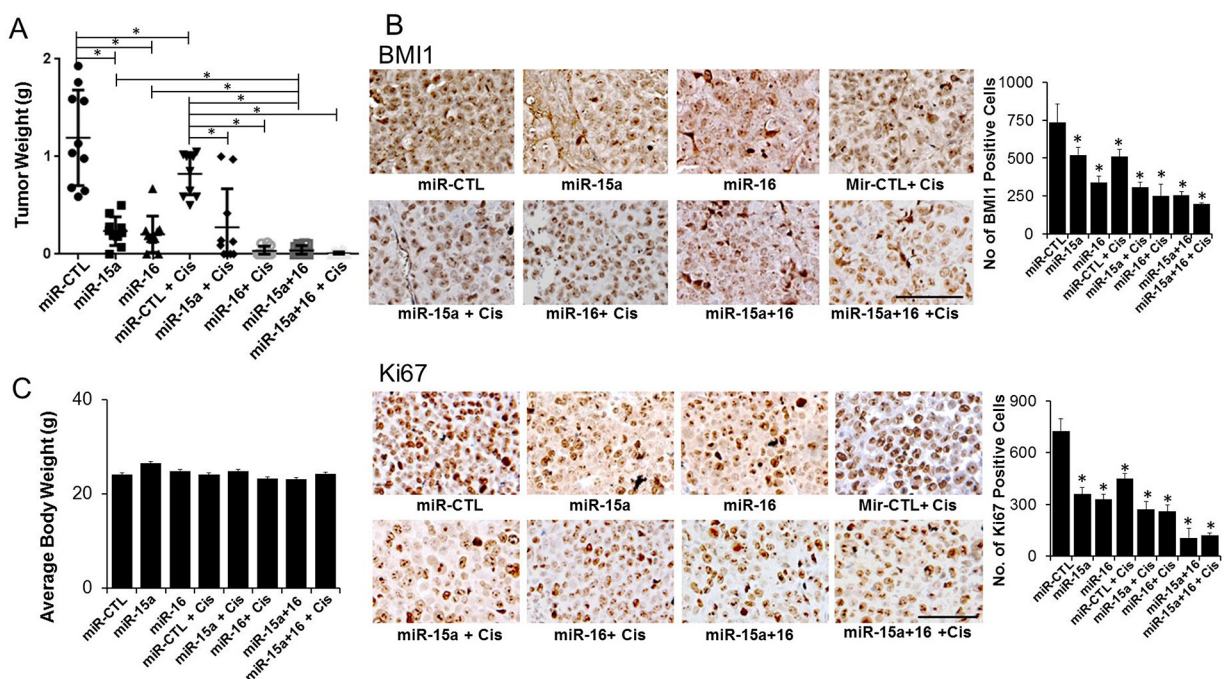 A
* * *
* * * * * *
Tumor Weight (g)
2
1
0
miR-CTL
miR-15a
miR-16
miR-CTL + Cis
miR-15a + Cis
miR-16+ Cis
miR-15a+16
miR-15a+16 + Cis
B
BMI1
miR-CTL miR-15a miR-16 Mir-CTL+ Cis
miR-15a + Cis miR-16+ Cis miR-15a+16 miR-15a+16 +Cis
No of BMI1 Positive Cells
1000
750
500
250
0
* * * * * * *
miR-CTL
miR-15a
miR-16
miR-CTL + Cis
miR-15a + Cis
miR-16+ Cis
miR-15a+16
miR-15a+16 + Cis
C
Average Body Weight (g)
40
20
0
miR-CTL
miR-15a
miR-16
miR-CTL + Cis
miR-15a + Cis
miR-16+ Cis
miR-15a+16
miR-15a+16 + Cis
Ki67
miR-CTL miR-15a miR-16 Mir-CTL+ Cis
miR-15a + Cis miR-16+ Cis miR-15a+16 miR-15a+16 +Cis
No. of Ki67 Positive Cells
900
600
300
0
* * * * * * *
miR-CTL
miR-15a
miR-16
miR-CTL + Cis
miR-15a + Cis
miR-16+ Cis
miR-15a+16
miR-15a+16 + Cis